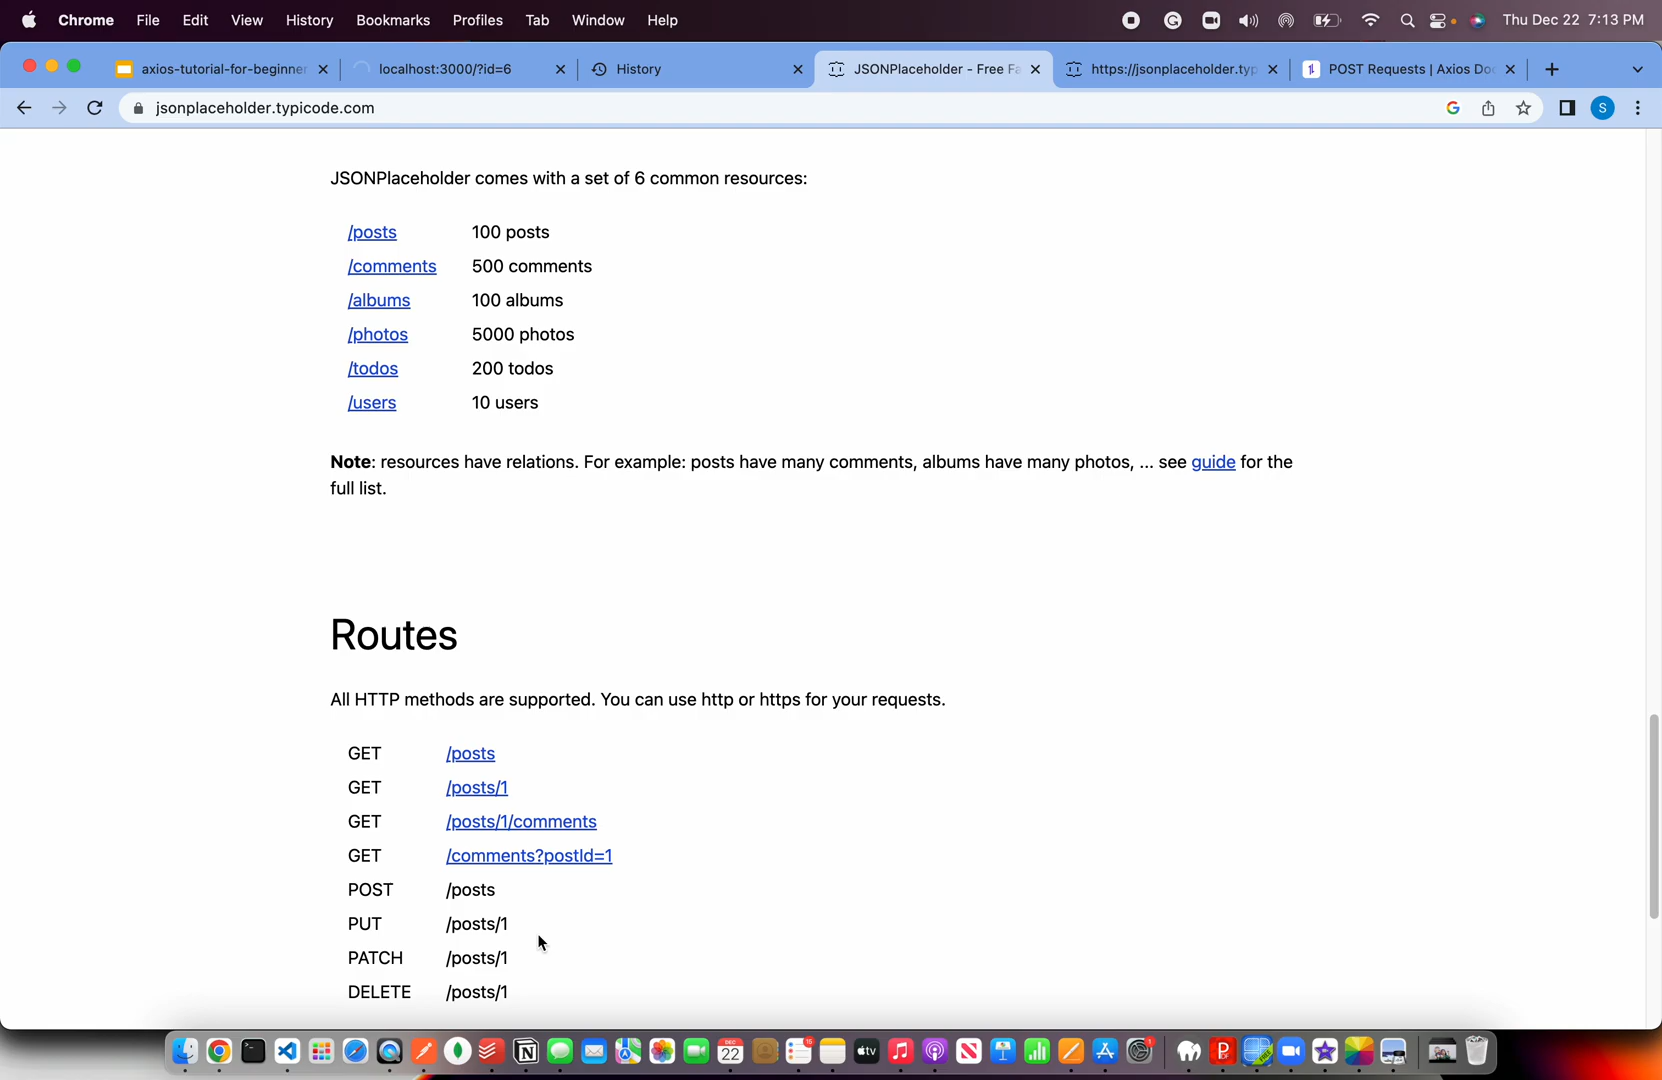 Chrome File Edit View History Bookmarks Profiles Tab Window Help Thu Dec 22 7:13 PM
axios-tutorial-for-beginner localhost:3000/?id=6 History JSONPlaceholder - Free Fa https://jsonplaceholder.typ POST Requests | Axios Do
jsonplaceholder.typicode.com S
JSONPlaceholder comes with a set of 6 common resources:
/posts 100 posts
/comments 500 comments
/albums 100 albums
/photos 5000 photos
/todos 200 todos
/users 10 users
Note: resources have relations. For example: posts have many comments, albums have many photos, ... see guide for the
full list.
Routes
All HTTP methods are supported. You can use http or https for your requests.
GET /posts
GET /posts/1
GET /posts/1/comments
GET /comments?postId=1
POST /posts
PUT /posts/1
PATCH /posts/1
DELETE /posts/1
DEC
22
tv